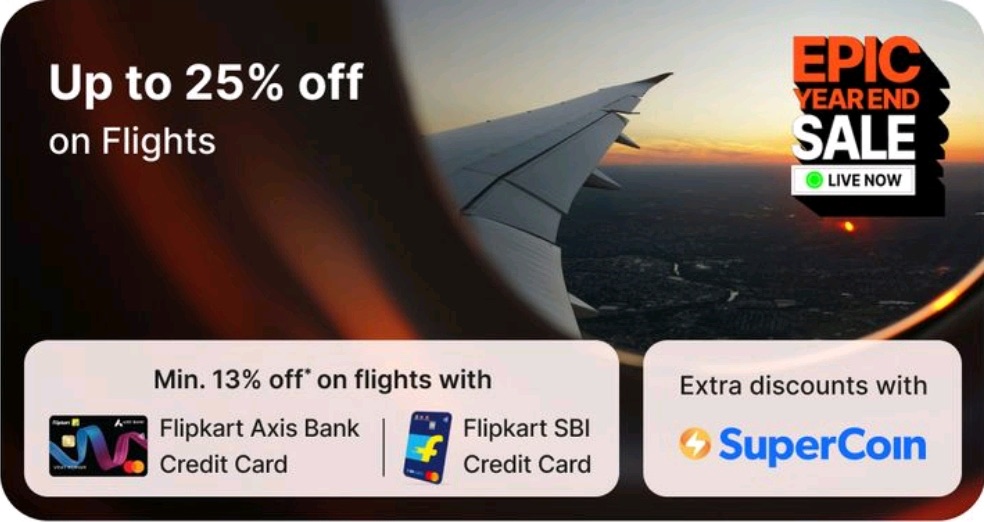 Up to 25% off
on Flights
EPIC
YEAR END
SALE
LIVE NOW
Min. 13% off* on flights with
Flipkart Axis Bank
Credit Card
Flipkart SBI
Credit Card
Extra discounts with
SuperCoin